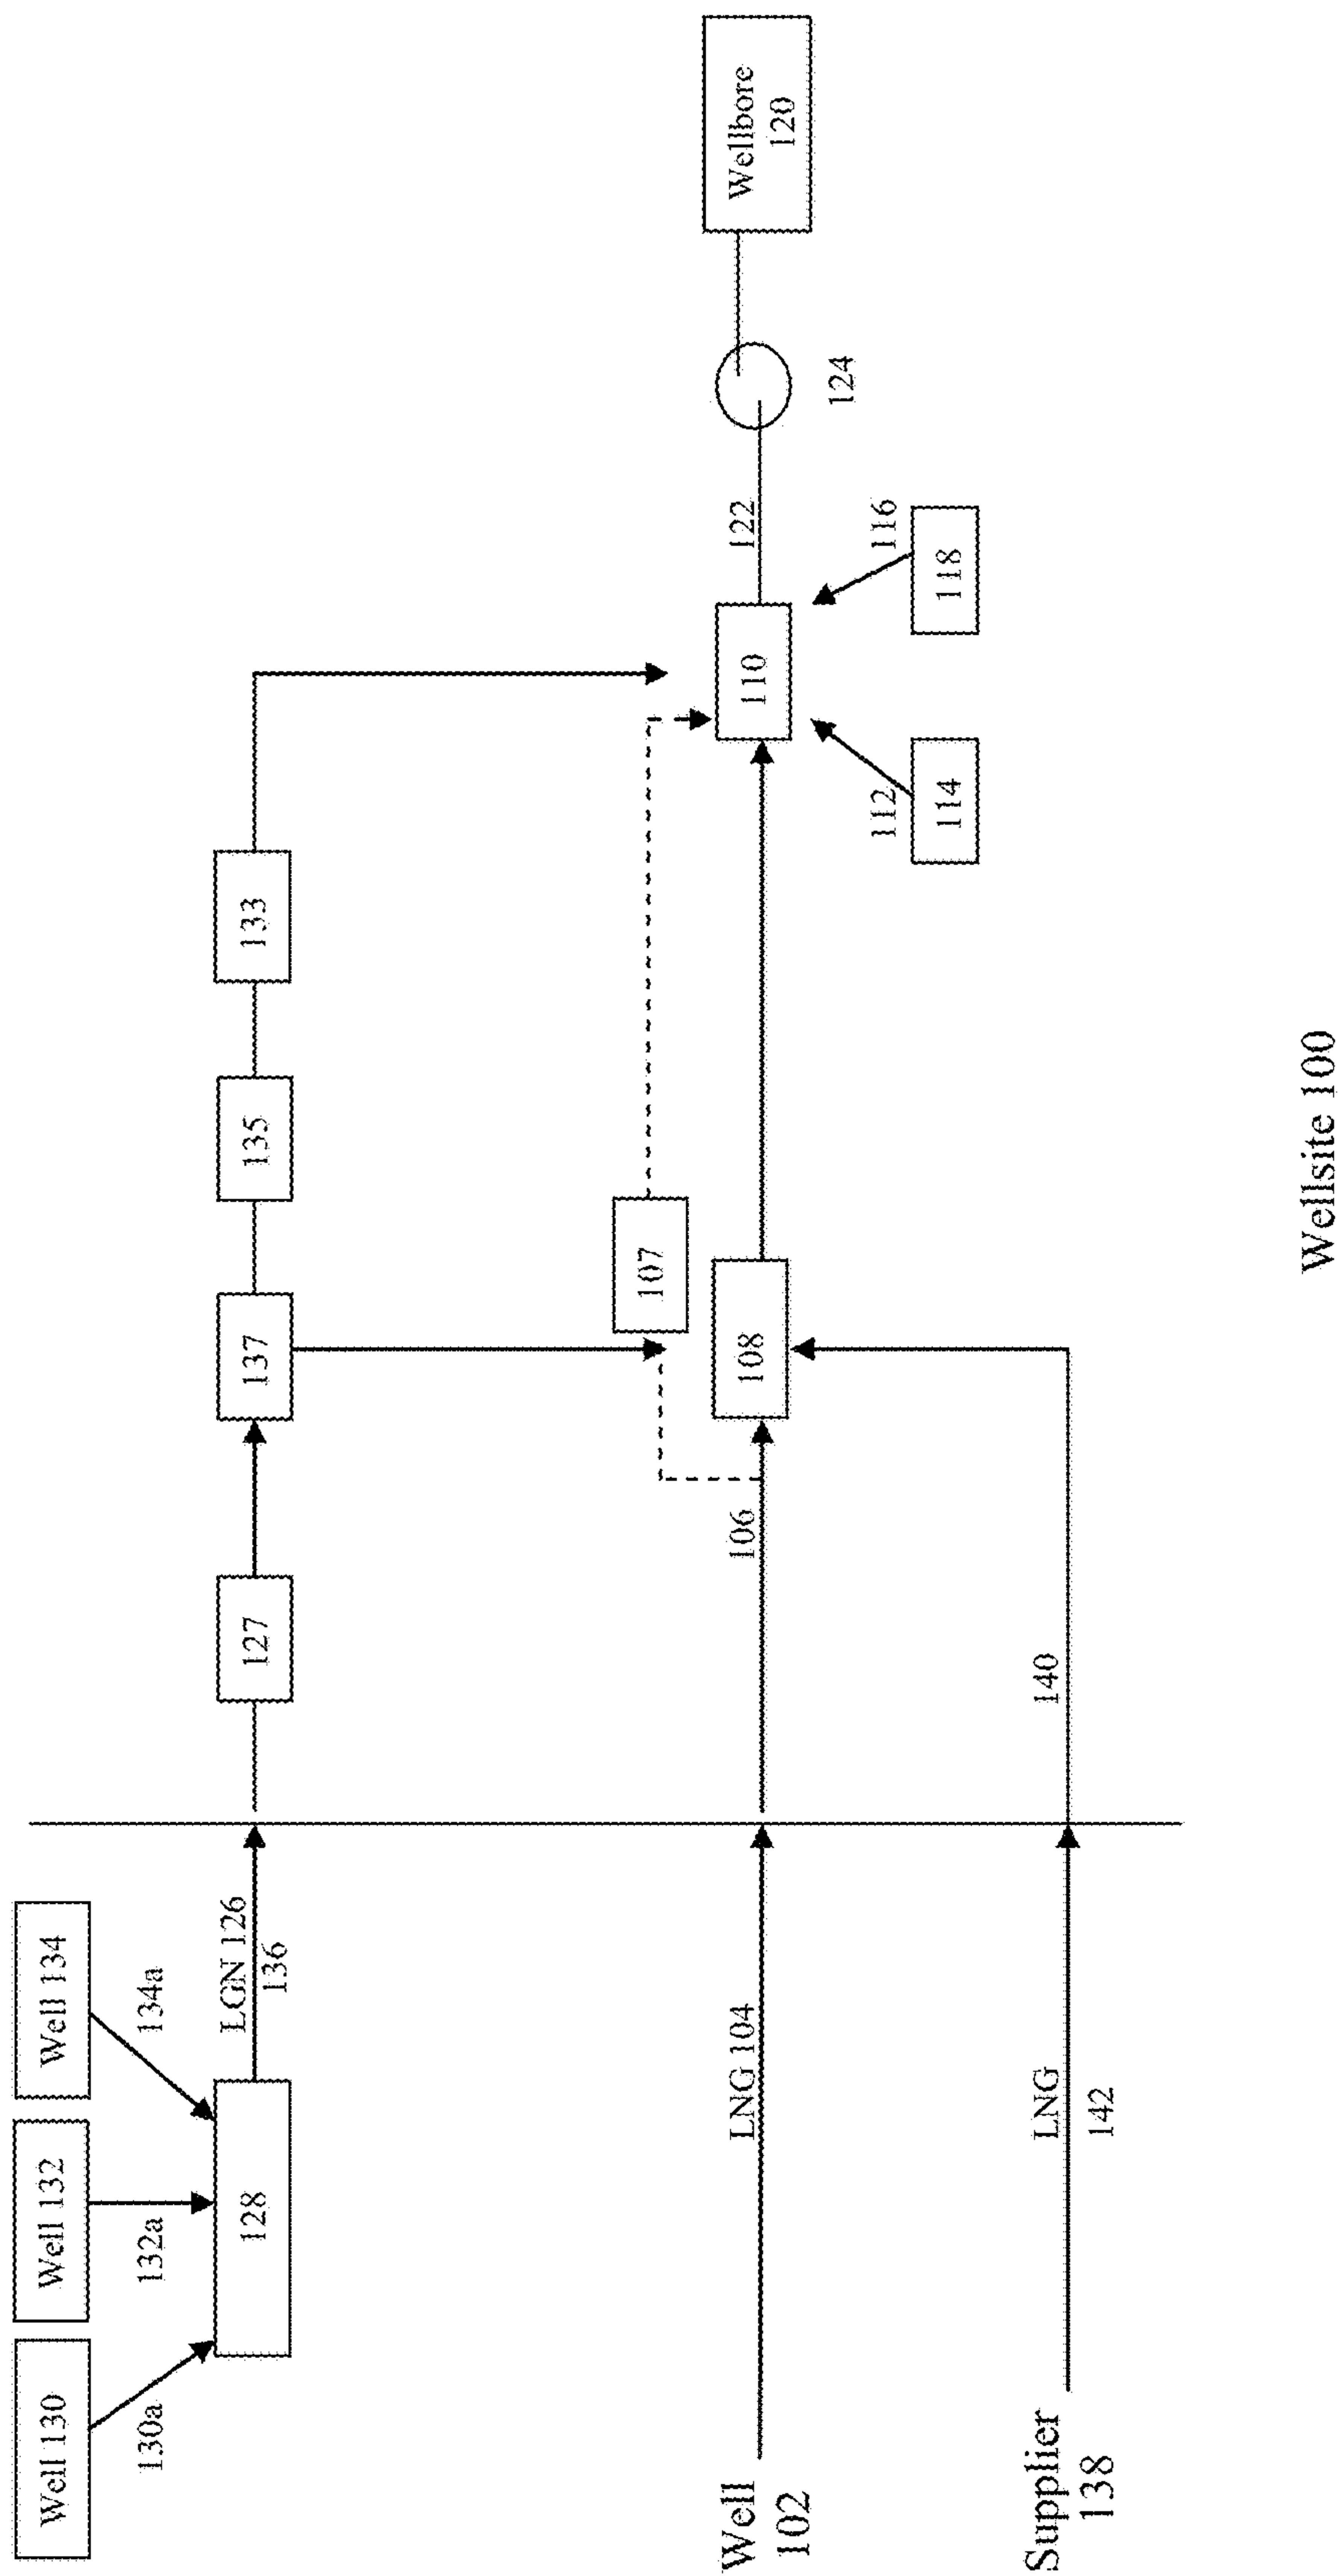 Well 130
Well 132
Well 134
130a
132a
134a
128
LGN 126
136
127
137
135
133
107
Well
102
LNG 104
106
108
110
122
124
Wellbore
120
112
114
116
118
Supplier
138
LNG
142
140
Wellsite 100